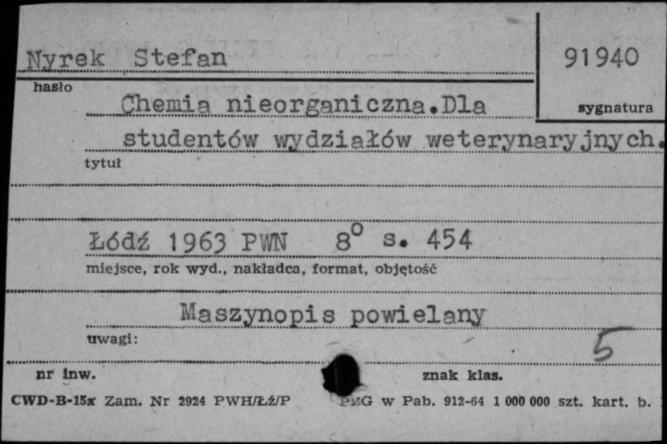 Nyrek Stefan 91940
hasło
Chemia nieorganiczna.Dla sygnatura
studentów wydziałów weterynaryjnych.
tytuł
Łódź 1963 PWN 8° s. 454
miejsce, rok wyd., nakładca, format, objętość
Maszynopis powielany
uwagi: 5
nr inw. znak klas.
CWD-B-15x Zam. Nr 2924 PWH/Łż/P w Pab. 912-64 1 000 000 szt. kart. b.